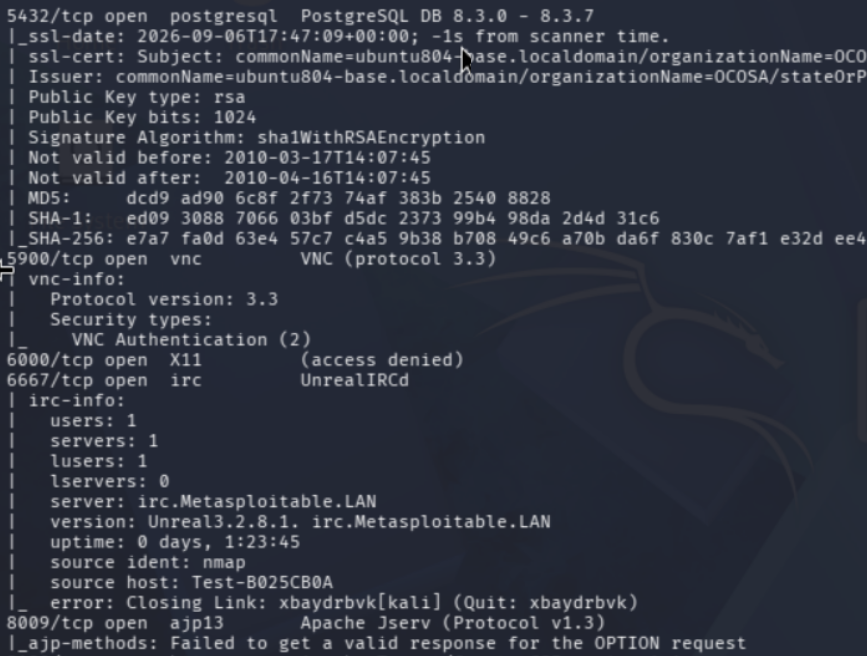 5432/tcp open  postgresql  PostgreSQL DB 8.3.0 - 8.3.7
|_ssl-date: 2026-09-06T17:47:09+00:00; -1s from scanner time.
| ssl-cert: Subject: commonName=ubuntu804-base.localdomain/organizationName=OCO
| Issuer: commonName=ubuntu804-base.localdomain/organizationName=OCOSA/stateOrP
| Public Key type: rsa
| Public Key bits: 1024
| Signature Algorithm: sha1WithRSAEncryption
| Not valid before: 2010-03-17T14:07:45
| Not valid after:  2010-04-16T14:07:45
| MD5:     dcd9 ad90 6c8f 2f73 74af 383b 2540 8828
| SHA-1:   ed09 3088 7066 03bf d5dc 2373 99b4 98da 2d4d 31c6
|_SHA-256: e7a7 fa0d 63e4 57c7 c4a5 9b38 b708 49c6 a70b da6f 830c 7af1 e32d ee4
5900/tcp open  vnc         VNC (protocol 3.3)
| vnc-info:
|   Protocol version: 3.3
|   Security types:
|_    VNC Authentication (2)
6000/tcp open  X11         (access denied)
6667/tcp open  irc         UnrealIRCd
| irc-info:
|   users: 1
|   servers: 1
|   lusers: 1
|   lservers: 0
|   server: irc.Metasploitable.LAN
|   version: Unreal3.2.8.1. irc.Metasploitable.LAN
|   uptime: 0 days, 1:23:45
|   source ident: nmap
|   source host: Test-B025CB0A
|_  error: Closing Link: xbaydrbvk[kali] (Quit: xbaydrbvk)
8009/tcp open  ajp13       Apache Jserv (Protocol v1.3)
|_ajp-methods: Failed to get a valid response for the OPTION request